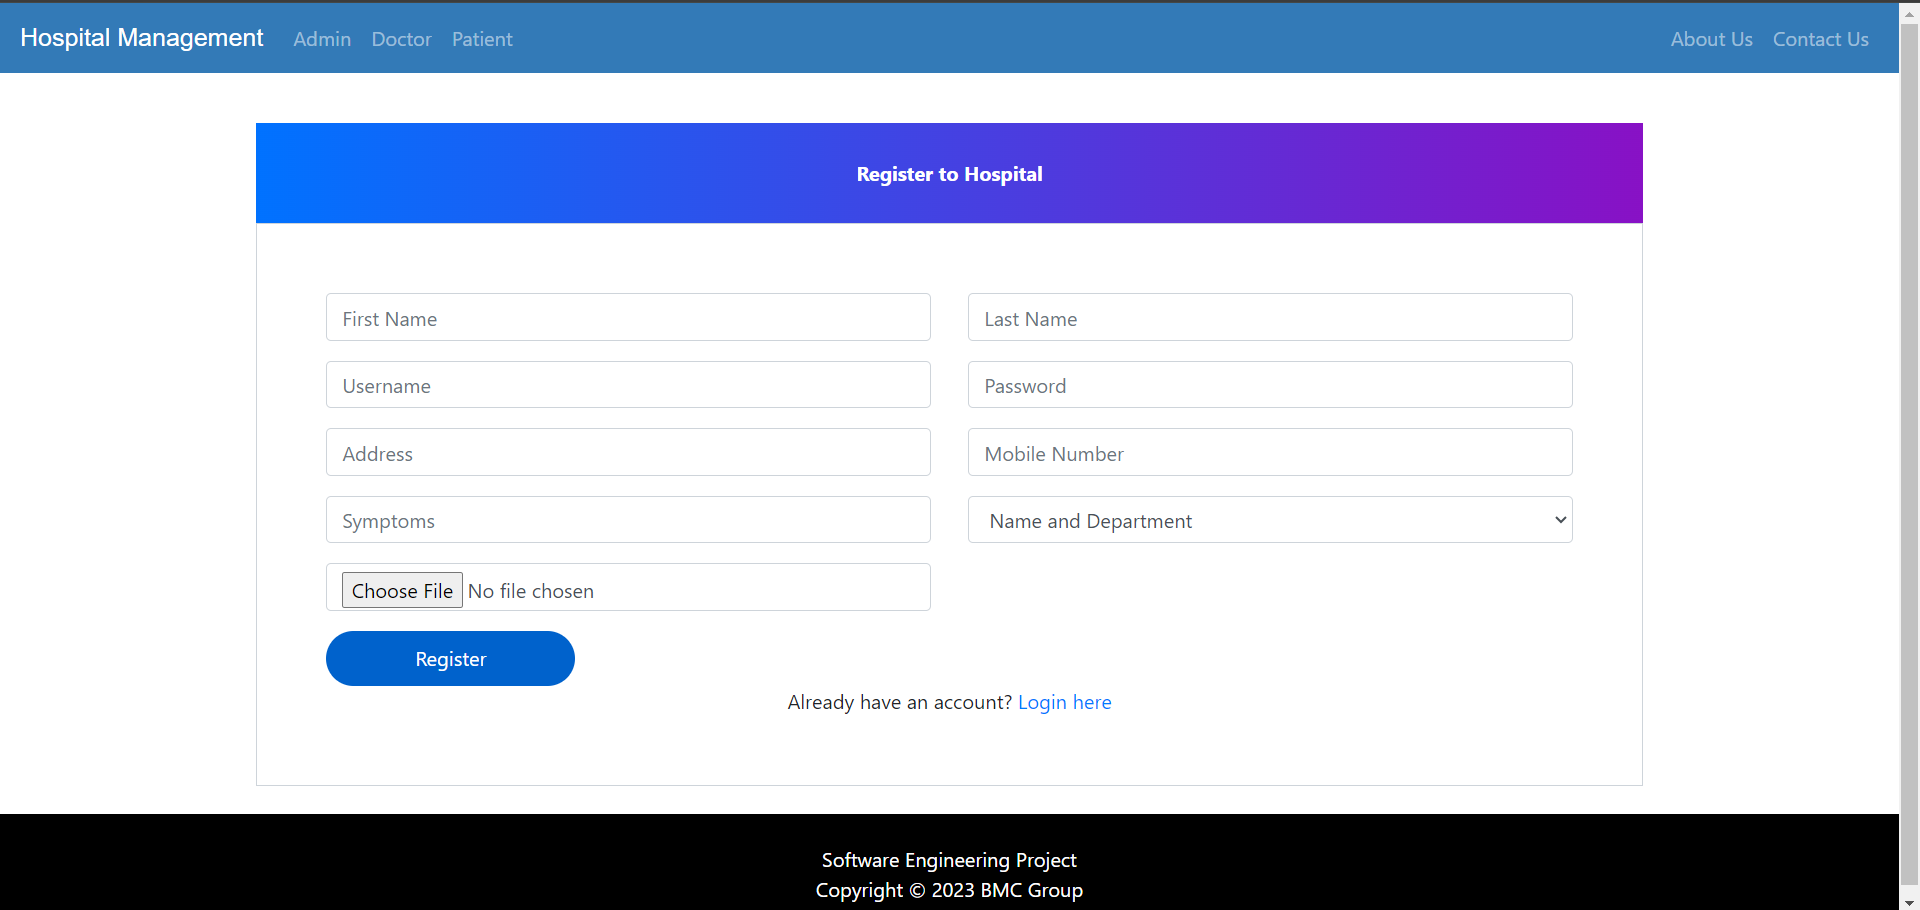 Hospital Management Admin Doctor Patient About Us Contact Us
Register to Hospital
First Name Last Name
Username Password
Address Mobile Number
Symptoms Name and Department
Choose File No file chosen
Register
Already have an account? Login here
Software Engineering Project
Copyright © 2023 BMC Group